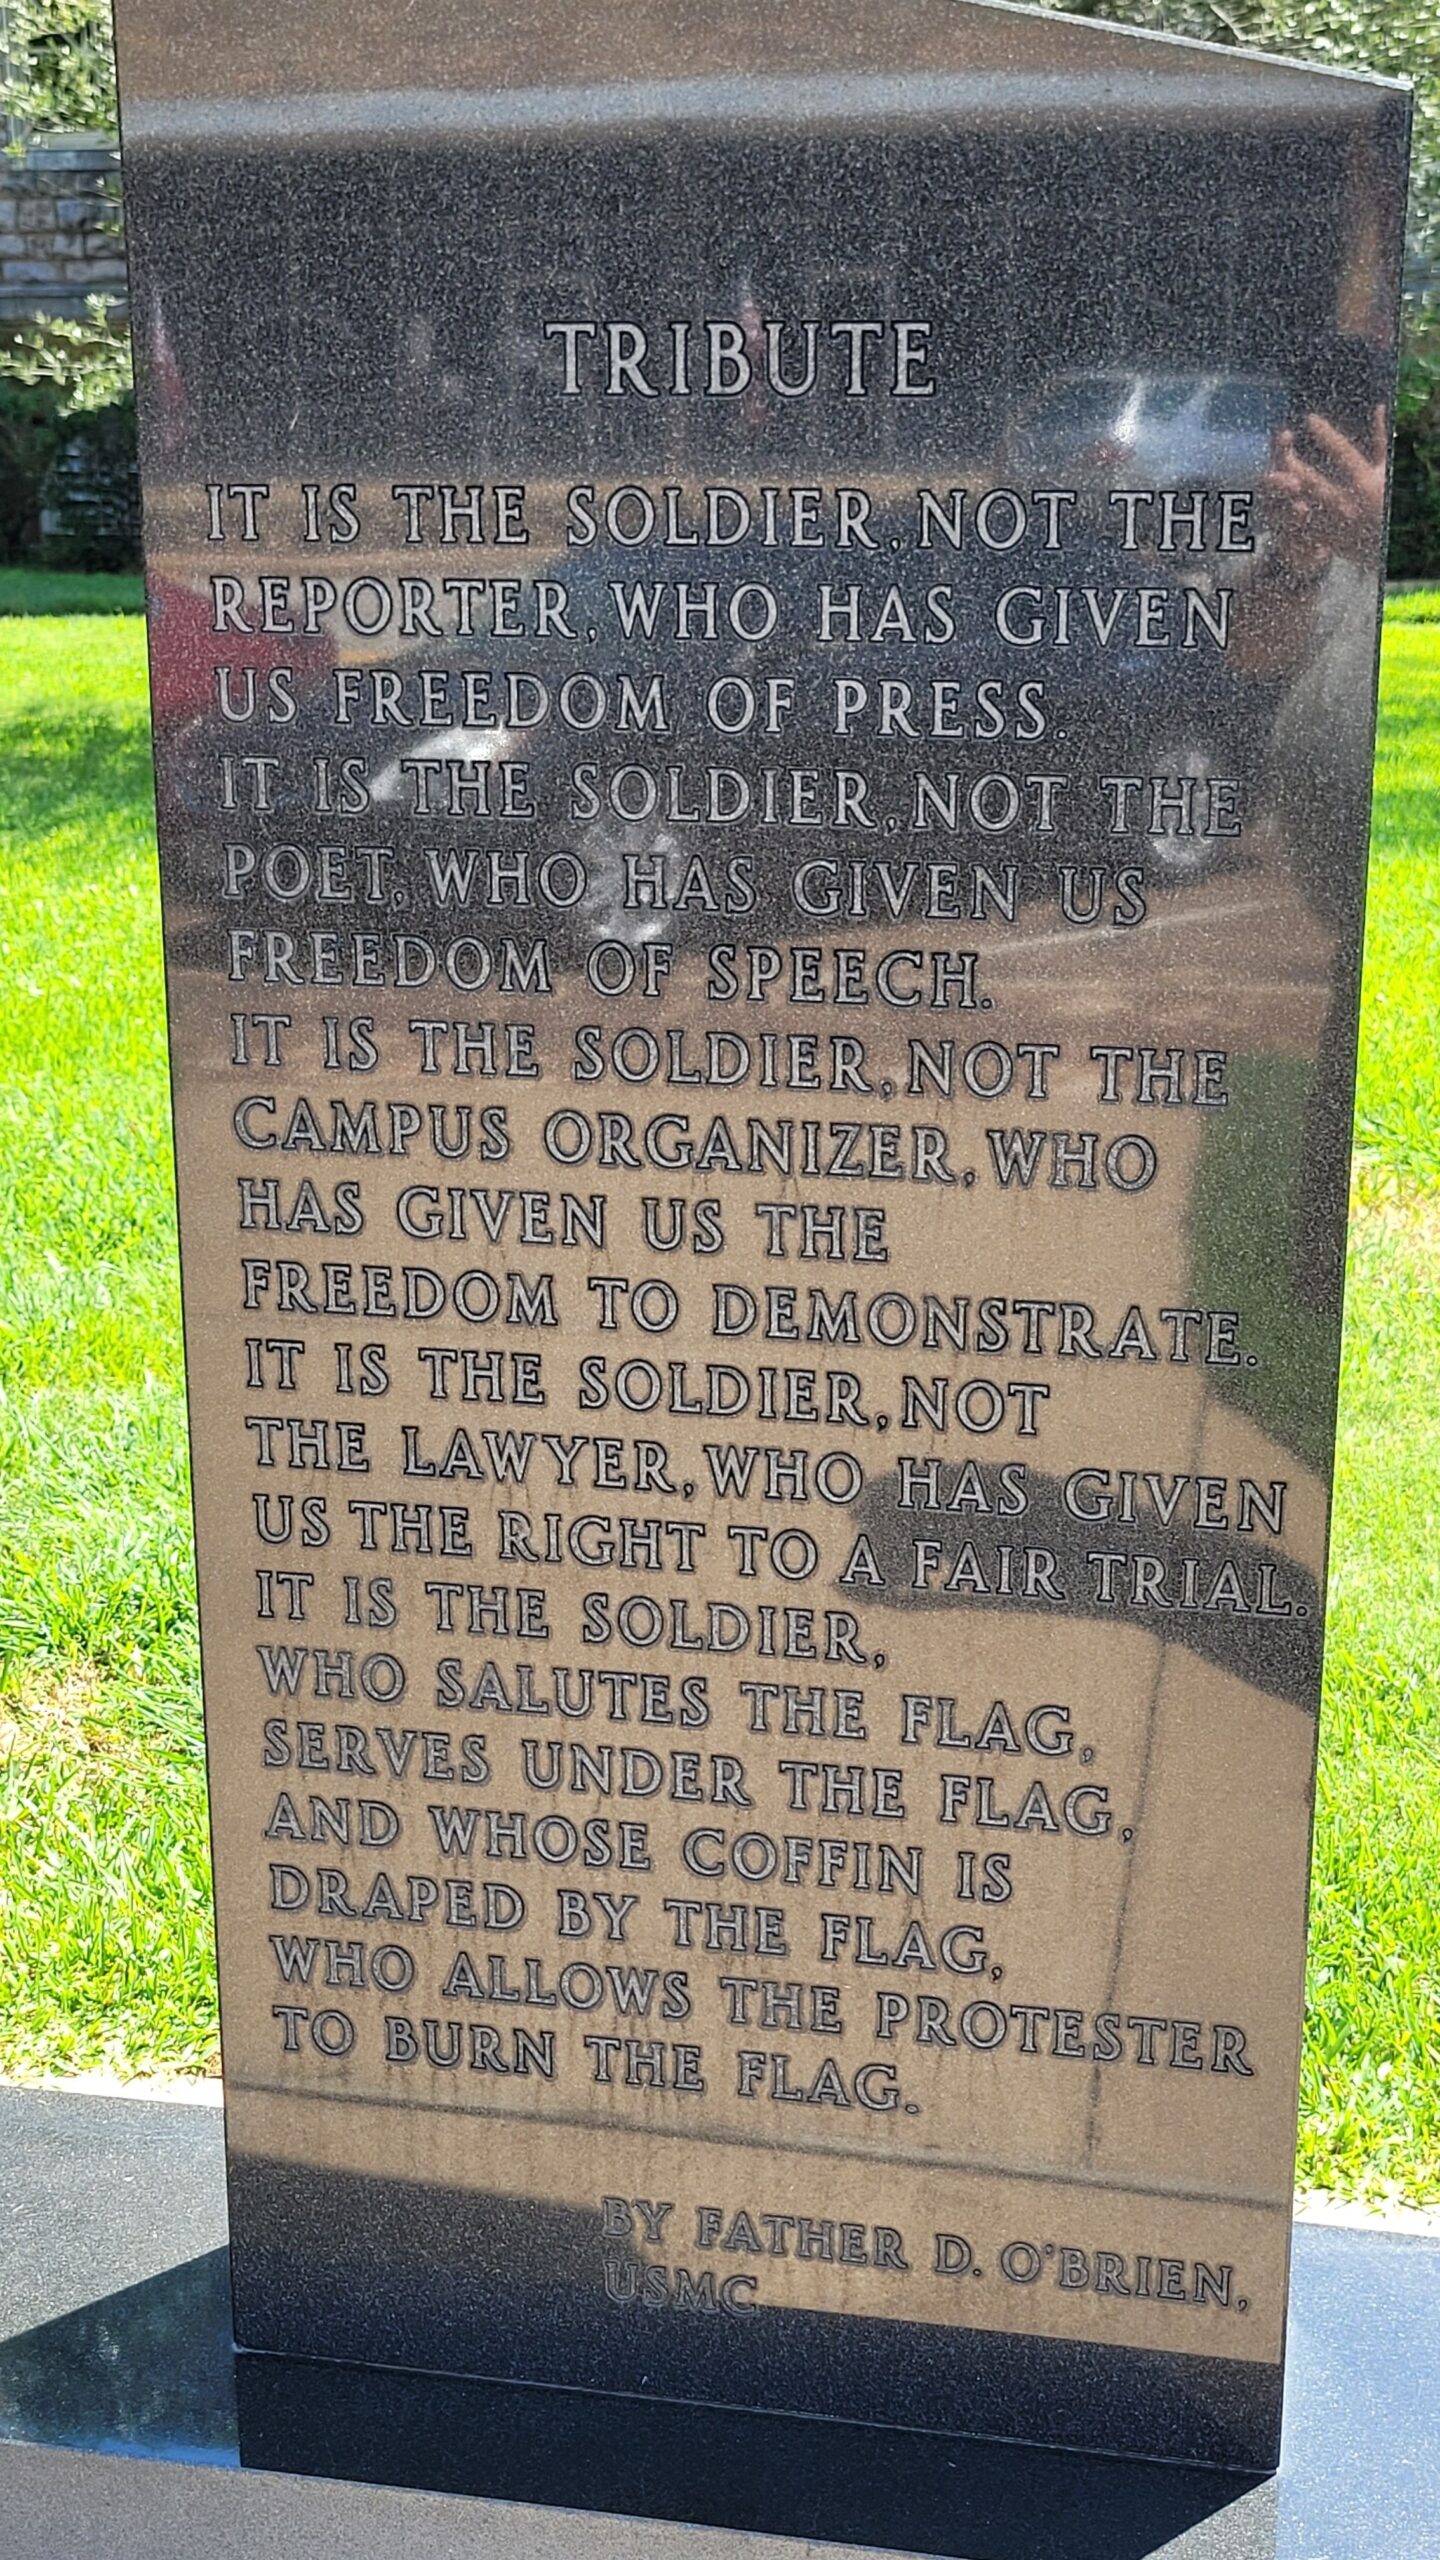 TRIBUTE
IT IS THE SOLDIER, NOT THE
REPORTER, WHO HAS GIVEN
US FREEDOM OF PRESS.
IT IS THE SOLDIER, NOT THE
POET, WHO HAS GIVEN US
FREEDOM OF SPEECH.
IT IS THE SOLDIER, NOT THE
CAMPUS ORGANIZER, WHO
HAS GIVEN US THE
FREEDOM TO DEMONSTRATE.
IT IS THE SOLDIER, NOT
THE LAWYER, WHO HAS GIVEN
US THE RIGHT TO A FAIR TRIAL.
IT IS THE SOLDIER,
WHO SALUTES THE FLAG,
SERVES UNDER THE FLAG,
AND WHOSE COFFIN IS
DRAPED BY THE FLAG,
WHO ALLOWS THE PROTESTER
TO BURN THE FLAG.
BY FATHER D. O'BRIEN,
USMC